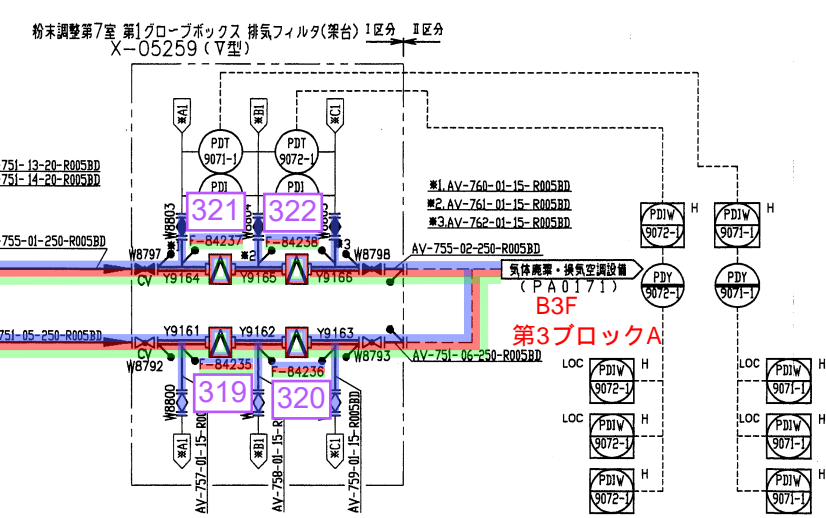 粉末調整第7室 第1グローブボックス 排気フィルタ(架台)
X-05259(V型)
I区分 II区分
※A1 ※B1 ※C1
PDT 9071-1
PDT 9072-1
PDI
PDI
-751-13-20-R005BD
-751-14-20-R005BD
※1.AV-760-01-15-R005BD
※2.AV-761-01-15-R005BD
※3.AV-762-01-15-R005BD
PDIW 9072-1 H
PDIW 9071-1 H
W8803
321
322
F-84237
F-84238
※2
-755-01-250-R005BD
W8797
W8798
AV-755-02-250-R005BD
CV
Y9164
Y9165
Y9166
気体廃棄・換気空調設備
(PA0171)
PDY 9072-1
PDY 9071-1
B3F
第3ブロックA
751-05-250-R005BD
Y9161
Y9162
Y9163
CV
W8792
W8793
AV-751-06-250-R005BD
F-84235
F-84236
319
320
W8800
※A1 ※B1 ※C1
AV-757-01-15-R005BD
AV-758-01-15-R
AV-759-01-15-R005BD
LOC PDIW 9072-1 H
LOC PDIW 9071-1 H
LOC PDIW 9072-1 H
LOC PDIW 9071-1 H
PDIW 9072-1 H
PDIW 9071-1 H